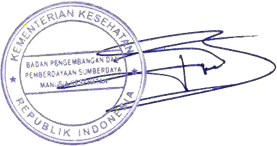 KEMENTERIAN KESEHATAN
BADAN PENGEMBANGAN DAN
PEMBERDAYAAN SUMBERDAYA
MANUSIA KESEHATAN
REPUBLIK INDONESIA